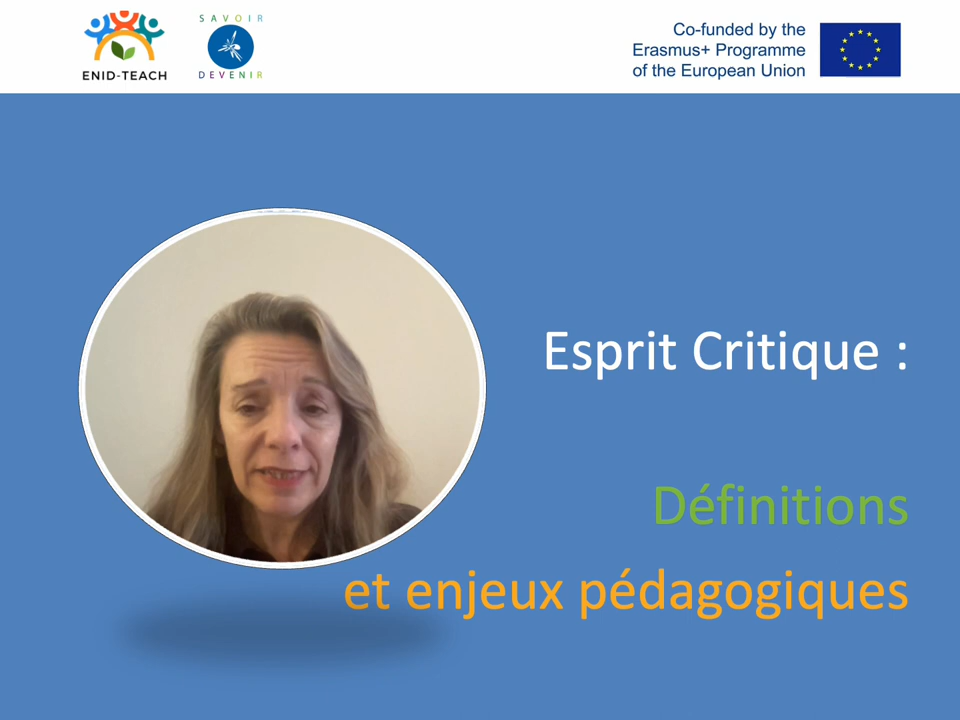 ENID-TEACH
SAVOIR
DEVENIR
Co-funded by the
Erasmus+ Programme
of the European Union
Esprit Critique :
Définitions
et enjeux pédagogiques